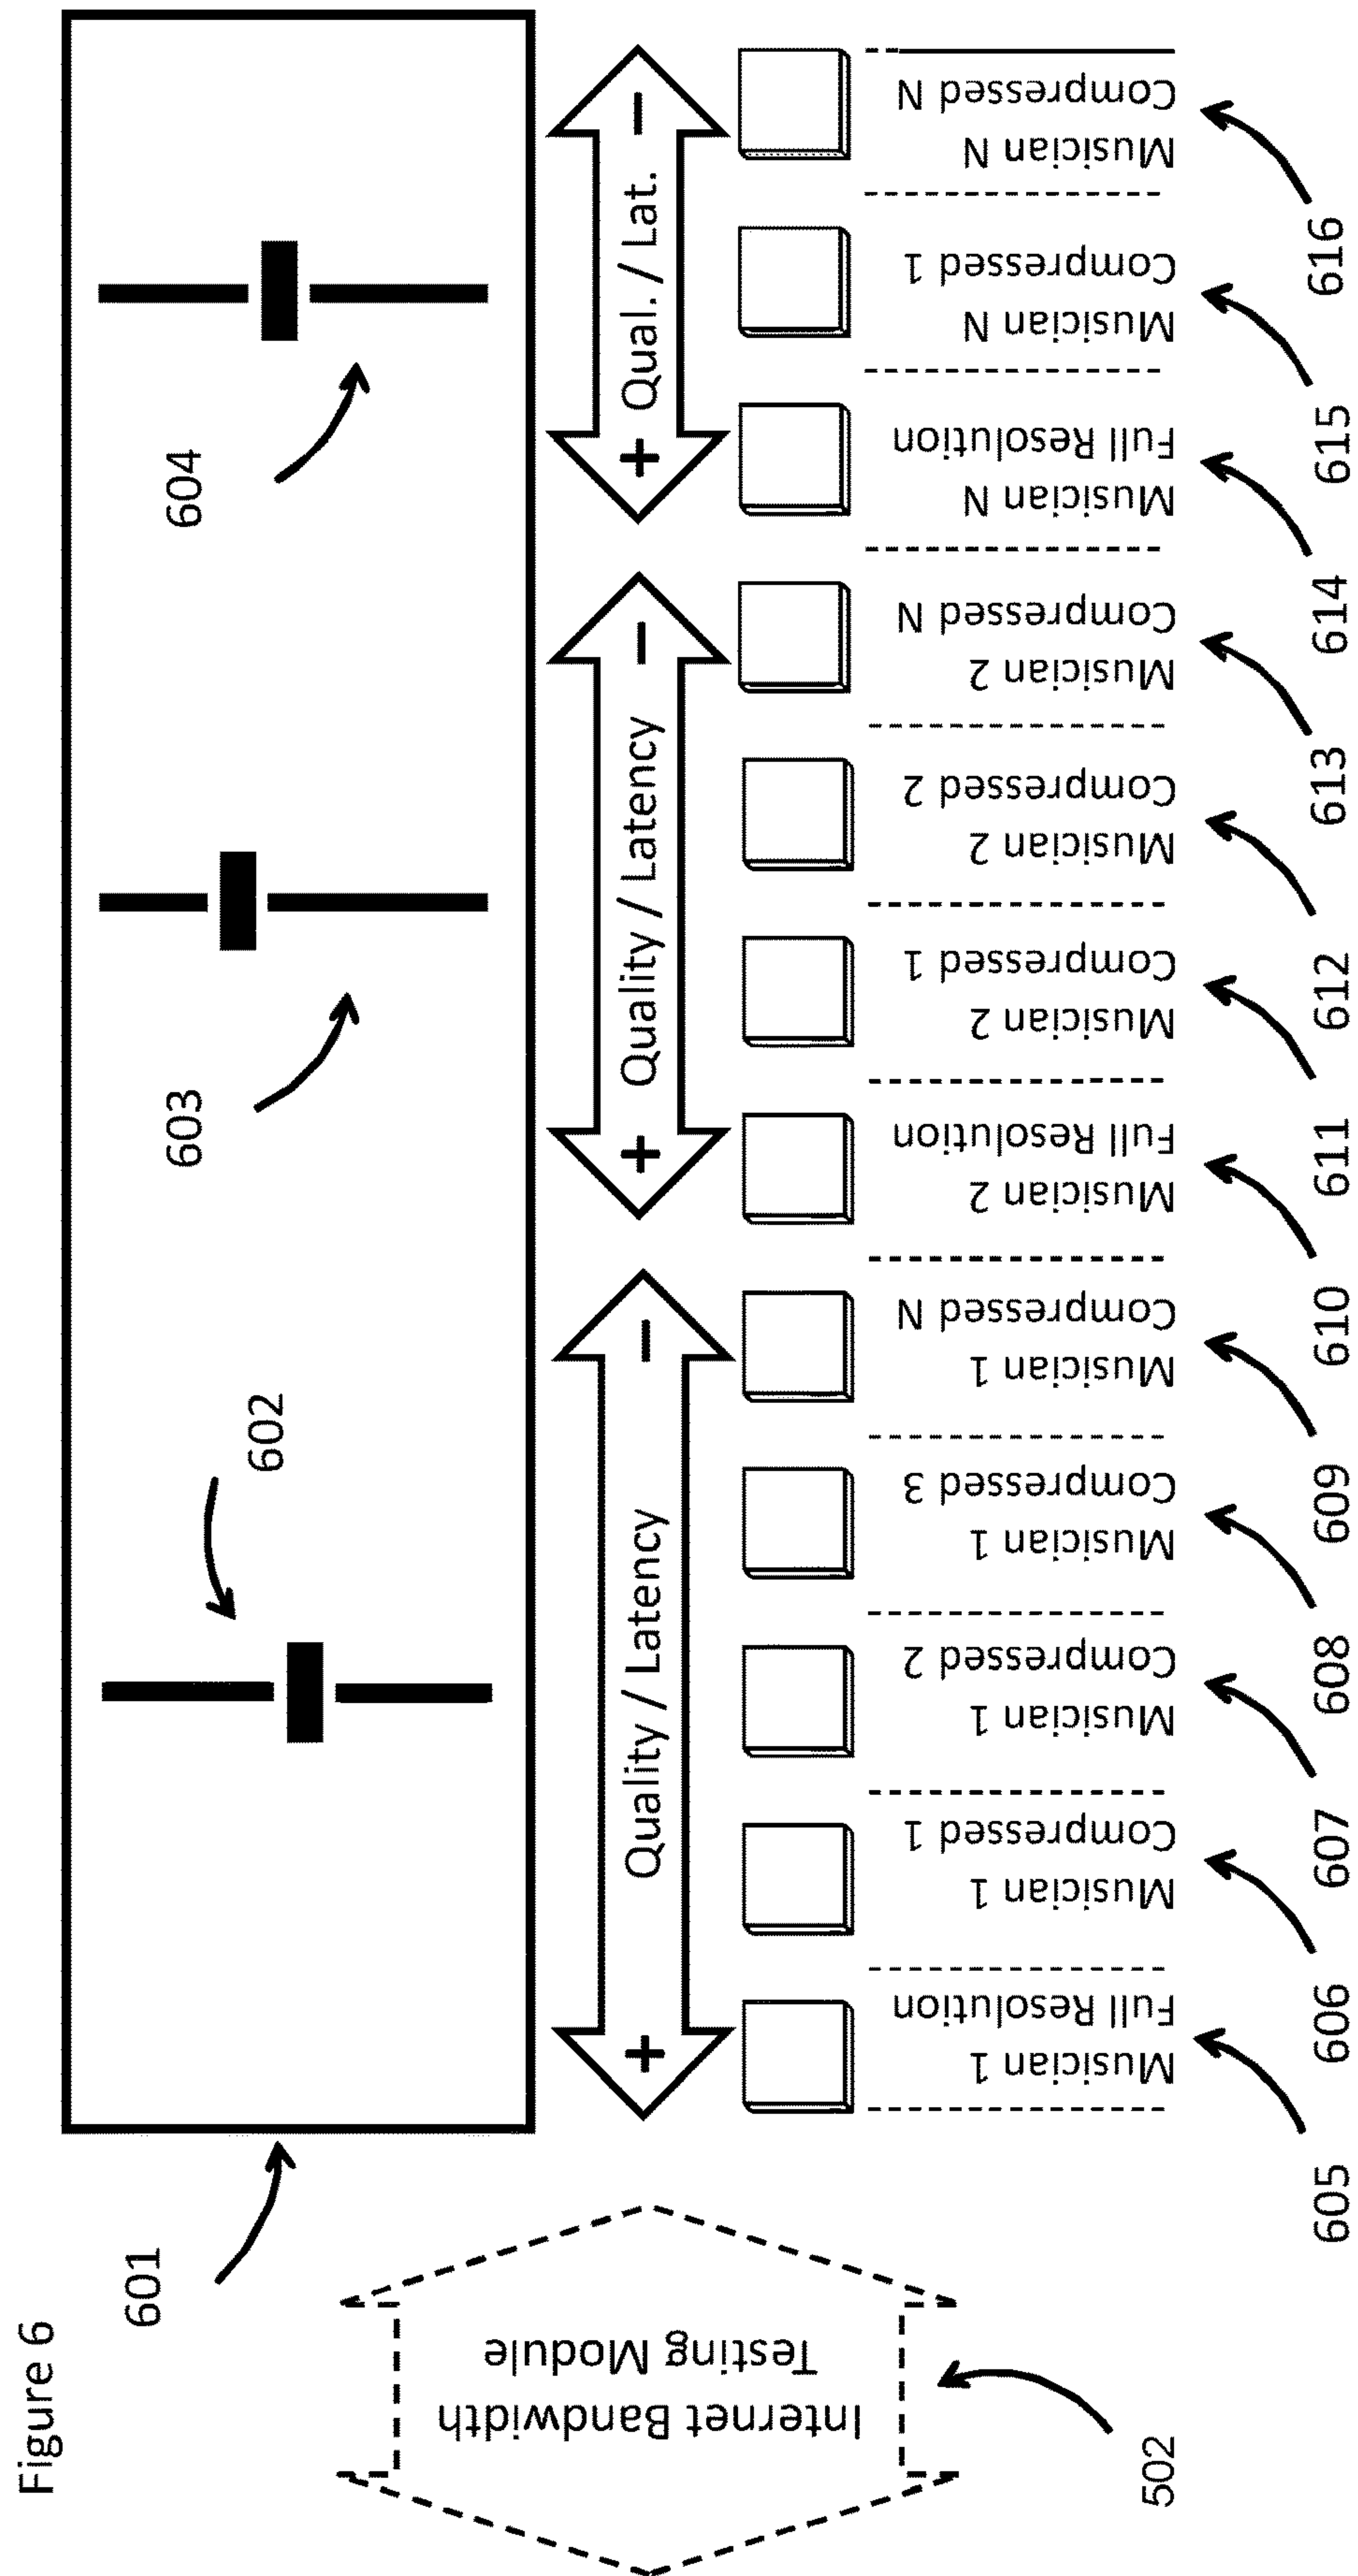 Figure 6
601
602
603
604
Internet Bandwidth
Testing Module
502
+ Quality / Latency −
+ Quality / Latency −
+ Qual. / Lat. −
Musician 1
Full Resolution
Musician 1
Compressed 1
Musician 1
Compressed 2
Musician 1
Compressed 3
Musician 1
Compressed N
Musician 2
Full Resolution
Musician 2
Compressed 1
Musician 2
Compressed 2
Musician 2
Compressed N
Musician N
Full Resolution
Musician N
Compressed 1
Musician N
Compressed N
605
606
607
608
609
610
611
612
613
614
615
616